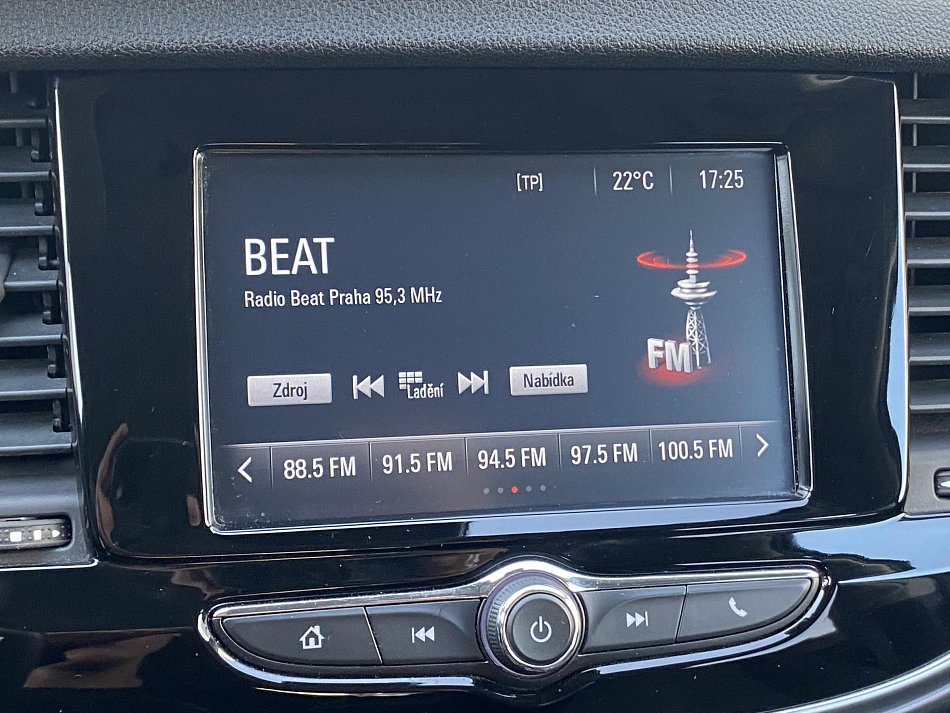 [TP] 22°C 17:25
BEAT
Radio Beat Praha 95,3 MHz
FM
Zdroj Ladění Nabídka
88.5 FM 91.5 FM 94.5 FM 97.5 FM 100.5 FM